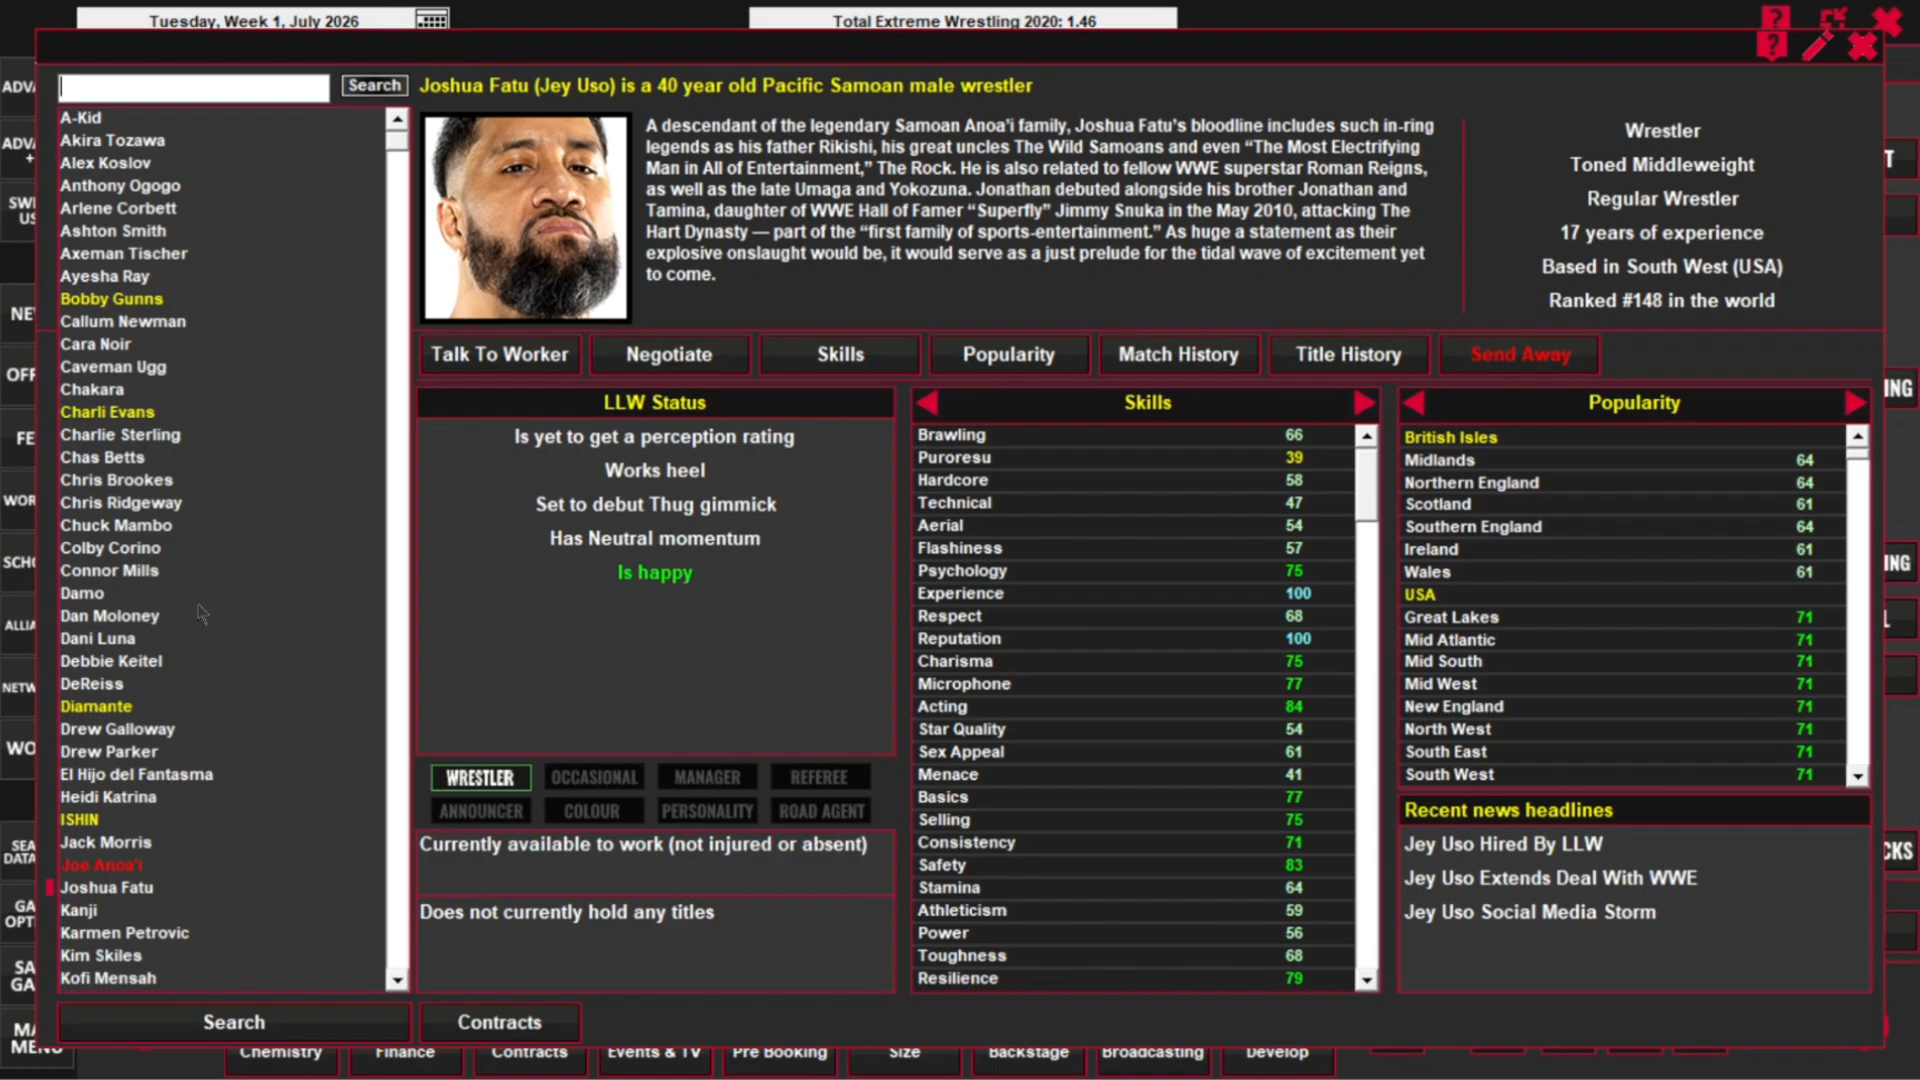 Tuesday, Week 1, July 2026
Total Extreme Wrestling 2020: 1.46
Search
Joshua Fatu (Jey Uso) is a 40 year old Pacific Samoan male wrestler
A-Kid
Akira Tozawa
Alex Koslov
Anthony Ogogo
Arlene Corbett
Ashton Smith
Axeman Tischer
Ayesha Ray
Bobby Gunns
Callum Newman
Cara Noir
Caveman Ugg
Chakara
Charli Evans
Charlie Sterling
Chas Betts
Chris Brookes
Chris Ridgeway
Chuck Mambo
Colby Corino
Connor Mills
Damo
Dan Moloney
Dani Luna
Debbie Keitel
DeReiss
Diamante
Drew Galloway
Drew Parker
El Hijo del Fantasma
Heidi Katrina
ISHIN
Jack Morris
Joe Anoa'i
Joshua Fatu
Kanji
Karmen Petrovic
Kim Skiles
Kofi Mensah
A descendant of the legendary Samoan Anoa'i family, Joshua Fatu's bloodline includes such in-ring
legends as his father Rikishi, his great uncles The Wild Samoans and even “The Most Electrifying
Man in All of Entertainment,” The Rock. He is also related to fellow WWE superstar Roman Reigns,
as well as the late Umaga and Yokozuna. Jonathan debuted alongside his brother Jonathan and
Tamina, daughter of WWE Hall of Famer “Superfly” Jimmy Snuka in the May 2010, attacking The
Hart Dynasty — part of the “first family of sports-entertainment.” As huge a statement as their
explosive onslaught would be, it would serve as a just prelude for the tidal wave of excitement yet
to come.
Wrestler
Toned Middleweight
Regular Wrestler
17 years of experience
Based in South West (USA)
Ranked #148 in the world
Talk To Worker
Negotiate
Skills
Popularity
Match History
Title History
Send Away
LLW Status
Is yet to get a perception rating
Works heel
Set to debut Thug gimmick
Has Neutral momentum
Is happy
WRESTLER OCCASIONAL MANAGER REFEREE
ANNOUNCER COLOUR PERSONALITY ROAD AGENT
Currently available to work (not injured or absent)
Does not currently hold any titles
Skills
Brawling 66
Puroresu 39
Hardcore 58
Technical 47
Aerial 54
Flashiness 57
Psychology 75
Experience 100
Respect 68
Reputation 100
Charisma 75
Microphone 77
Acting 84
Star Quality 54
Sex Appeal 61
Menace 41
Basics 77
Selling 75
Consistency 71
Safety 83
Stamina 64
Athleticism 59
Power 56
Toughness 68
Resilience 79
Popularity
British Isles
Midlands 64
Northern England 64
Scotland 61
Southern England 64
Ireland 61
Wales 61
USA
Great Lakes 71
Mid Atlantic 71
Mid South 71
Mid West 71
New England 71
North West 71
South East 71
South West 71
Recent news headlines
Jey Uso Hired By LLW
Jey Uso Extends Deal With WWE
Jey Uso Social Media Storm
Search
Contracts
Chemistry
Finance
Contracts
Events & TV
Pre Booking
Size
Backstage
Broadcasting
Develop